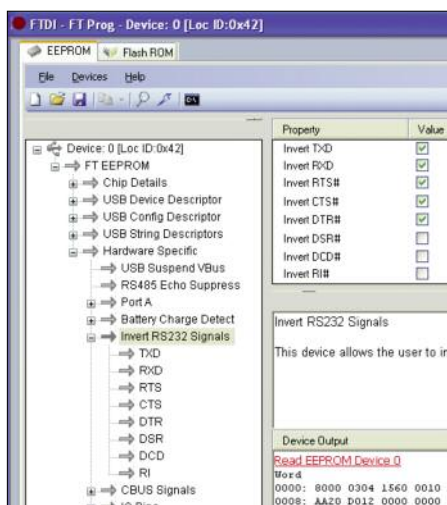 FTDI - FT Prog - Device: 0 [Loc ID:0x42]
EEPROM Flash ROM
File Devices Help
Device: 0 [Loc ID:0x42]
FT EEPROM
Chip Details
USB Device Descriptor
USB Config Descriptor
USB String Descriptors
Hardware Specific
USB Suspend VBus
RS485 Echo Suppress
Port A
Battery Charge Detect
Invert RS232 Signals
TXD
RXD
RTS
CTS
DTR
DSR
DCD
RI
CBUS Signals
Property Value
Invert TXD
Invert RXD
Invert RTS#
Invert CTS#
Invert DTR#
Invert DSR#
Invert DCD#
Invert RI#
Invert RS232 Signals
This device allows the user to in
Device Output
Read EEPROM Device 0
Word
0000: 8000 0304 1560 0010
0008: AA20 D012 0000 0000